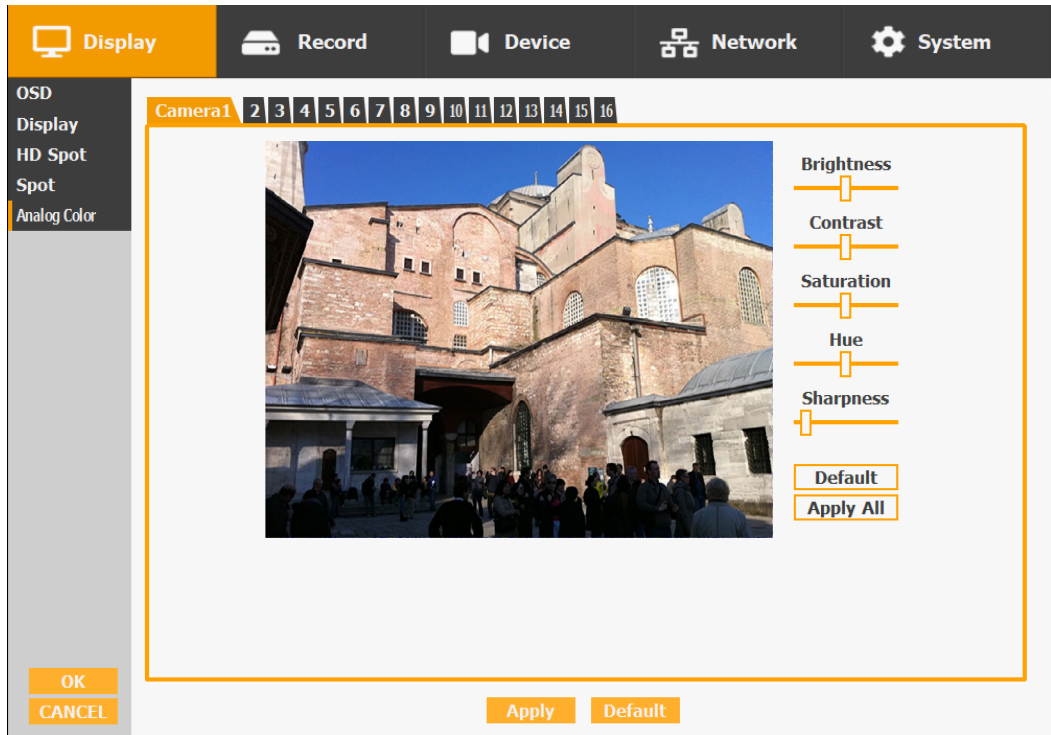 Display Record Device Network System
OSD
Display
HD Spot
Spot
Analog Color
Camera1 2 3 4 5 6 7 8 9 10 11 12 13 14 15 16
Brightness
Contrast
Saturation
Hue
Sharpness
Default
Apply All
OK
CANCEL
Apply Default